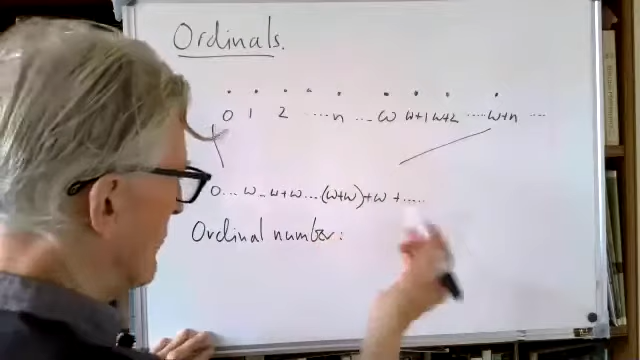 Ordinals.
0 1 2 ....n ... ω ω+1 ω+2 .....ω+n ....
0... ω .. ω+ω...(ω+ω)+ω +.....
Ordinal number: